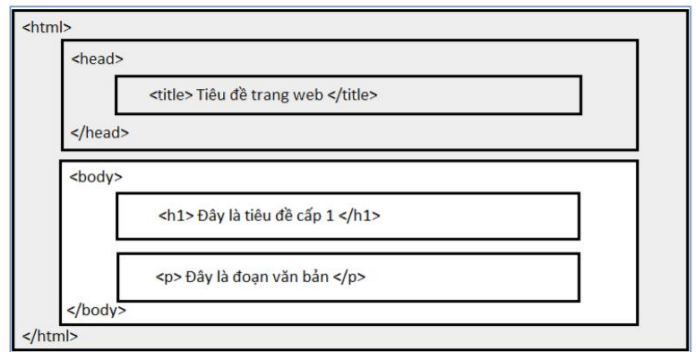 <html>
<head>
<title> Tiêu đề trang web </title>
</head>
<body>
<h1> Đây là tiêu đề cấp 1 </h1>
<p> Đây là đoạn văn bản </p>
</body>
</html>